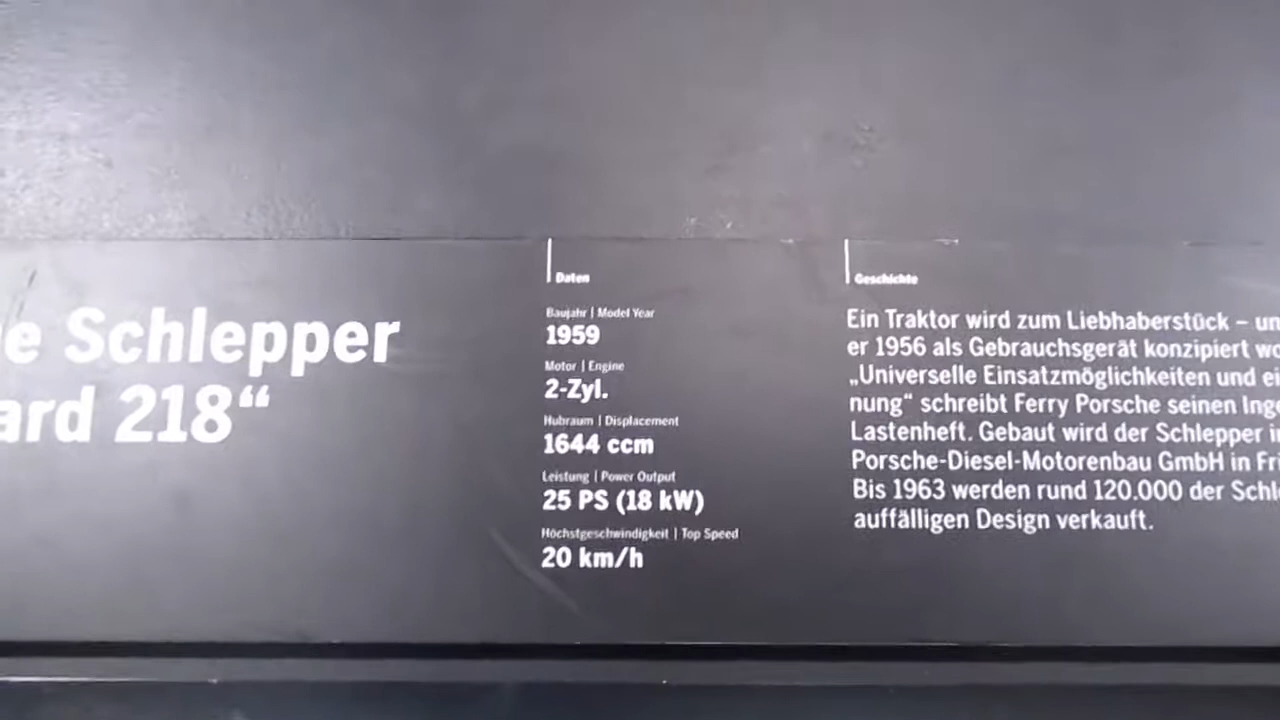 Schlepper
218“
Daten
Baujahr | Model Year
1959
Motor | Engine
2-Zyl.
Hubraum | Displacement
1644 ccm
Leistung | Power Output
25 PS (18 kW)
Höchstgeschwindigkeit | Top Speed
20 km/h
Geschichte
Ein Traktor wird zum Liebhaberstück –
er 1956 als Gebrauchsgerät konzipiert
„Universelle Einsatzmöglichkeiten und
nung“ schreibt Ferry Porsche seinen
Lastenheft. Gebaut wird der Schlepper
Porsche-Diesel-Motorenbau GmbH in
Bis 1963 werden rund 120.000 der
auffälligen Design verkauft.